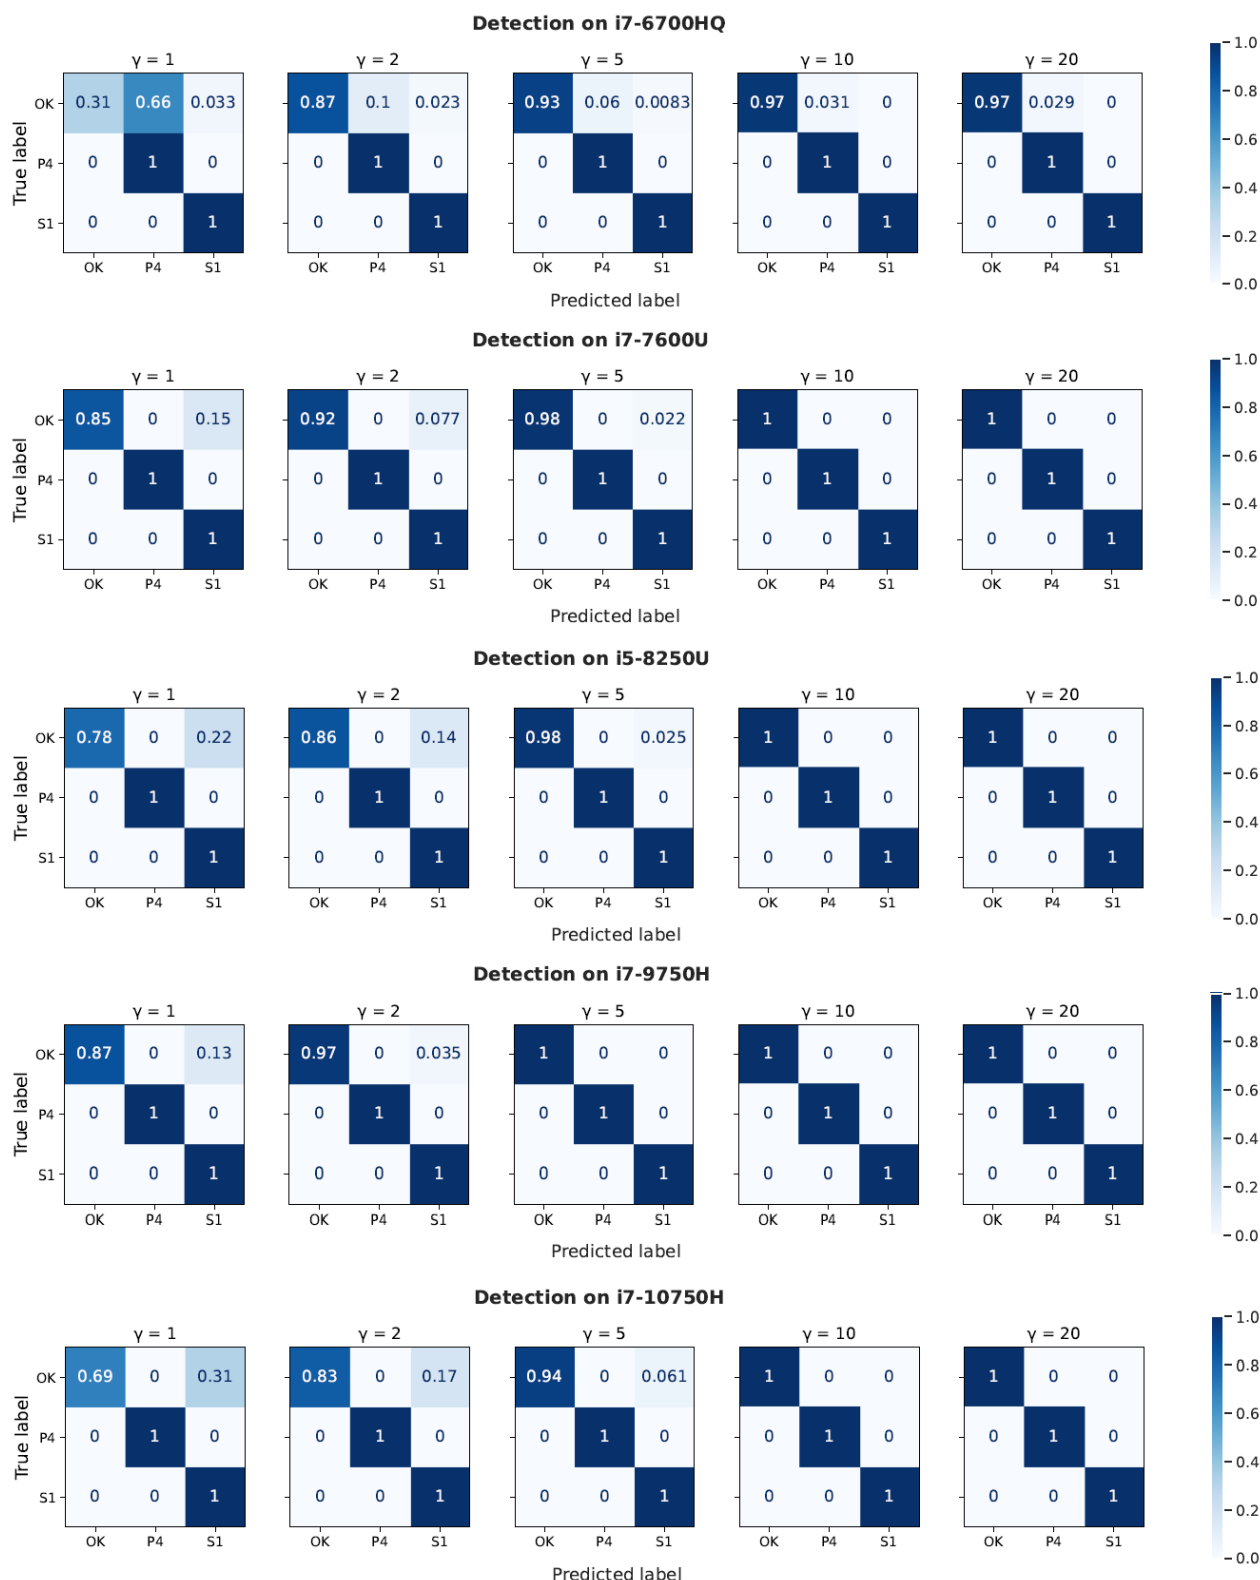 Detection on i7-6700HQ
γ = 1 γ = 2 γ = 5 γ = 10 γ = 20
1.0
0.8
0.6
0.4
0.2
0.0
True label
OK 0.31 0.66 0.033 0.87 0.1 0.023 0.93 0.06 0.0083 0.97 0.031 0 0.97 0.029 0
P4 0 1 0 0 1 0 0 1 0 0 1 0 0 1 0
S1 0 0 1 0 0 1 0 0 1 0 0 1 0 0 1
OK P4 S1 OK P4 S1 OK P4 S1 OK P4 S1 OK P4 S1
Predicted label
Detection on i7-7600U
γ = 1 γ = 2 γ = 5 γ = 10 γ = 20
1.0
0.8
0.6
0.4
0.2
0.0
True label
OK 0.85 0 0.15 0.92 0 0.077 0.98 0 0.022 1 0 0 1 0 0
P4 0 1 0 0 1 0 0 1 0 0 1 0 0 1 0
S1 0 0 1 0 0 1 0 0 1 0 0 1 0 0 1
OK P4 S1 OK P4 S1 OK P4 S1 OK P4 S1 OK P4 S1
Predicted label
Detection on i5-8250U
γ = 1 γ = 2 γ = 5 γ = 10 γ = 20
1.0
0.8
0.6
0.4
0.2
0.0
True label
OK 0.78 0 0.22 0.86 0 0.14 0.98 0 0.025 1 0 0 1 0 0
P4 0 1 0 0 1 0 0 1 0 0 1 0 0 1 0
S1 0 0 1 0 0 1 0 0 1 0 0 1 0 0 1
OK P4 S1 OK P4 S1 OK P4 S1 OK P4 S1 OK P4 S1
Predicted label
Detection on i7-9750H
γ = 1 γ = 2 γ = 5 γ = 10 γ = 20
1.0
0.8
0.6
0.4
0.2
0.0
True label
OK 0.87 0 0.13 0.97 0 0.035 1 0 0 1 0 0 1 0 0
P4 0 1 0 0 1 0 0 1 0 0 1 0 0 1 0
S1 0 0 1 0 0 1 0 0 1 0 0 1 0 0 1
OK P4 S1 OK P4 S1 OK P4 S1 OK P4 S1 OK P4 S1
Predicted label
Detection on i7-10750H
γ = 1 γ = 2 γ = 5 γ = 10 γ = 20
1.0
0.8
0.6
0.4
0.2
0.0
True label
OK 0.69 0 0.31 0.83 0 0.17 0.94 0 0.061 1 0 0 1 0 0
P4 0 1 0 0 1 0 0 1 0 0 1 0 0 1 0
S1 0 0 1 0 0 1 0 0 1 0 0 1 0 0 1
OK P4 S1 OK P4 S1 OK P4 S1 OK P4 S1 OK P4 S1
Predicted label